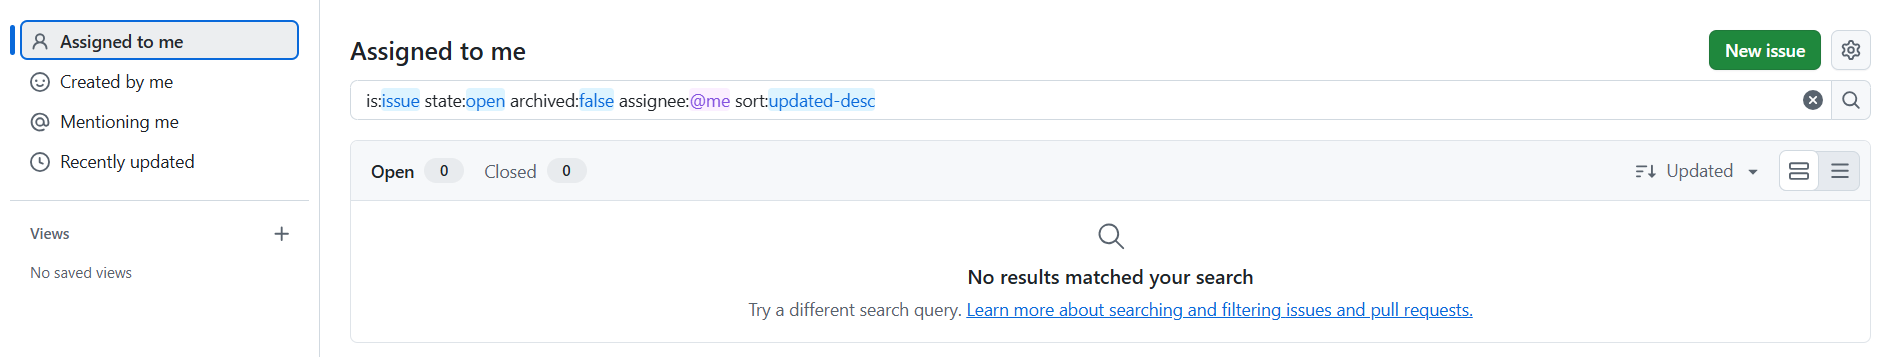 Assigned to me
Created by me
Mentioning me
Recently updated
Views
No saved views
Assigned to me
New issue
is:issue state:open archived:false assignee:@me sort:updated-desc
Open 0 Closed 0 Updated
No results matched your search
Try a different search query. Learn more about searching and filtering issues and pull requests.